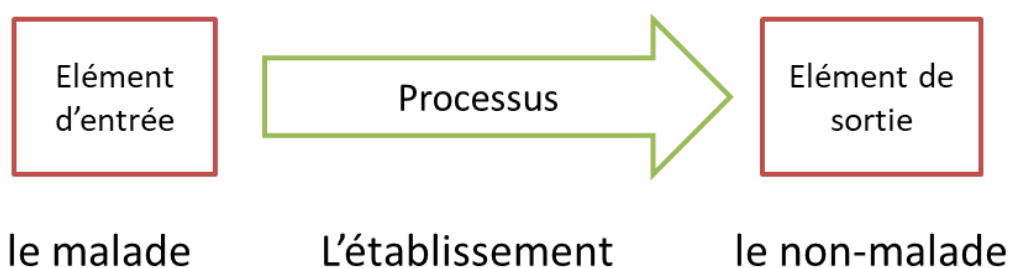 Elément
d'entrée
Processus
Elément de
sortie
le malade
L'établissement
le non-malade